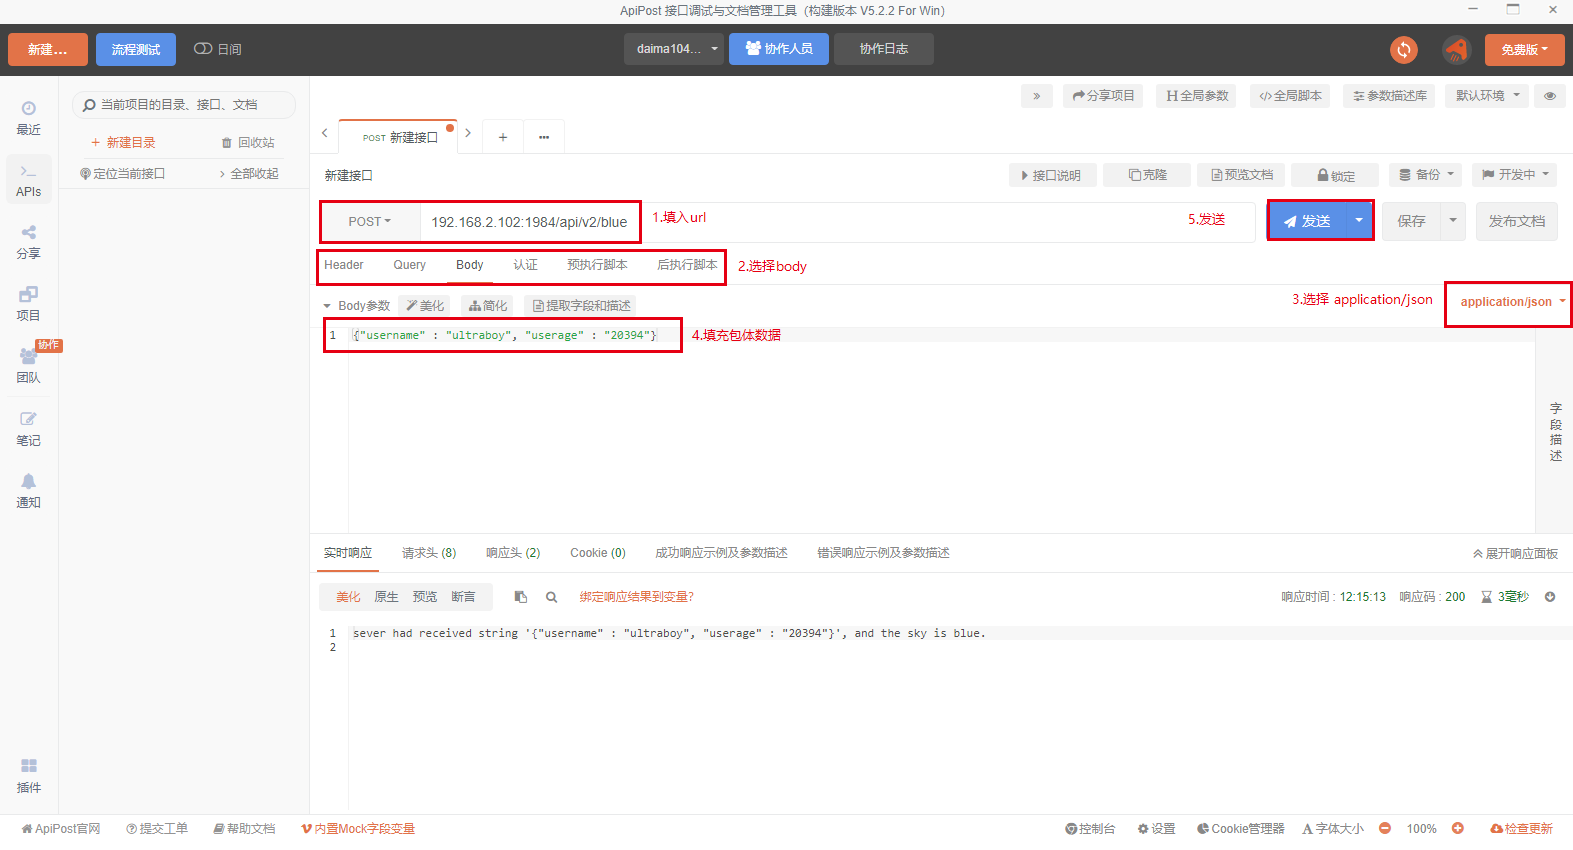 ApiPost 接口调试与文档管理工具（构建版本 V5.2.2 For Win）
新建... 流程测试 日间 daima104... 协作人员 协作日志 免费版
最近
APIs
分享
项目
协作
团队
笔记
通知
插件
当前项目的目录、接口、文档
+ 新建目录 回收站
定位当前接口 全部收起
» 分享项目 H全局参数 </>全局脚本 参数描述库 默认环境
POST 新建接口 + ...
新建接口 接口说明 克隆 预览文档 锁定 备份 开发中
POST 192.168.2.102:1984/api/v2/blue 1.填入url 5.发送 发送 保存 发布文档
Header Query Body 认证 预执行脚本 后执行脚本 2.选择body
Body参数 美化 简化 提取字段和描述 3.选择 application/json application/json
1 {"username" : "ultraboy", "userage" : "20394"} 4.填充包体数据
字段描述
实时响应 请求头 (8) 响应头 (2) Cookie (0) 成功响应示例及参数描述 错误响应示例及参数描述 展开响应面板
美化 原生 预览 断言 绑定响应结果到变量? 响应时间 : 12:15:13 响应码 : 200 3毫秒
1 sever had received string '{"username" : "ultraboy", "userage" : "20394"}', and the sky is blue.
2
ApiPost官网 提交工单 帮助文档 内置Mock字段变量 控制台 设置 Cookie管理器 A 字体大小 100% 检查更新